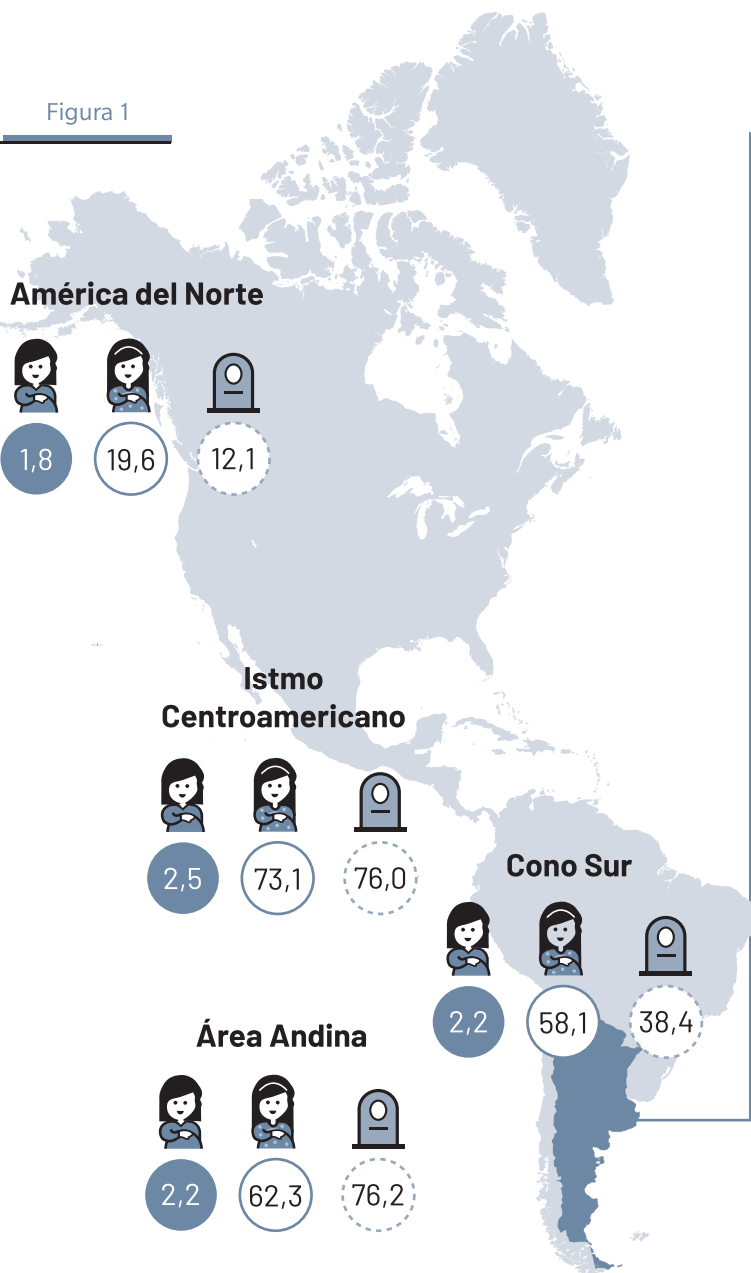 Figura 1
América del Norte
1,8 19,6 12,1
Istmo
Centroamericano
2,5 73,1 76,0
Cono Sur
2,2 58,1 38,4
Área Andina
2,2 62,3 76,2